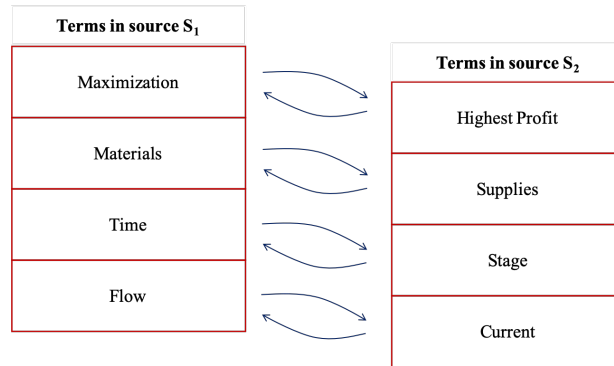 Terms in source S₁
Maximization
Materials
Time
Flow
Terms in source S₂
Highest Profit
Supplies
Stage
Current